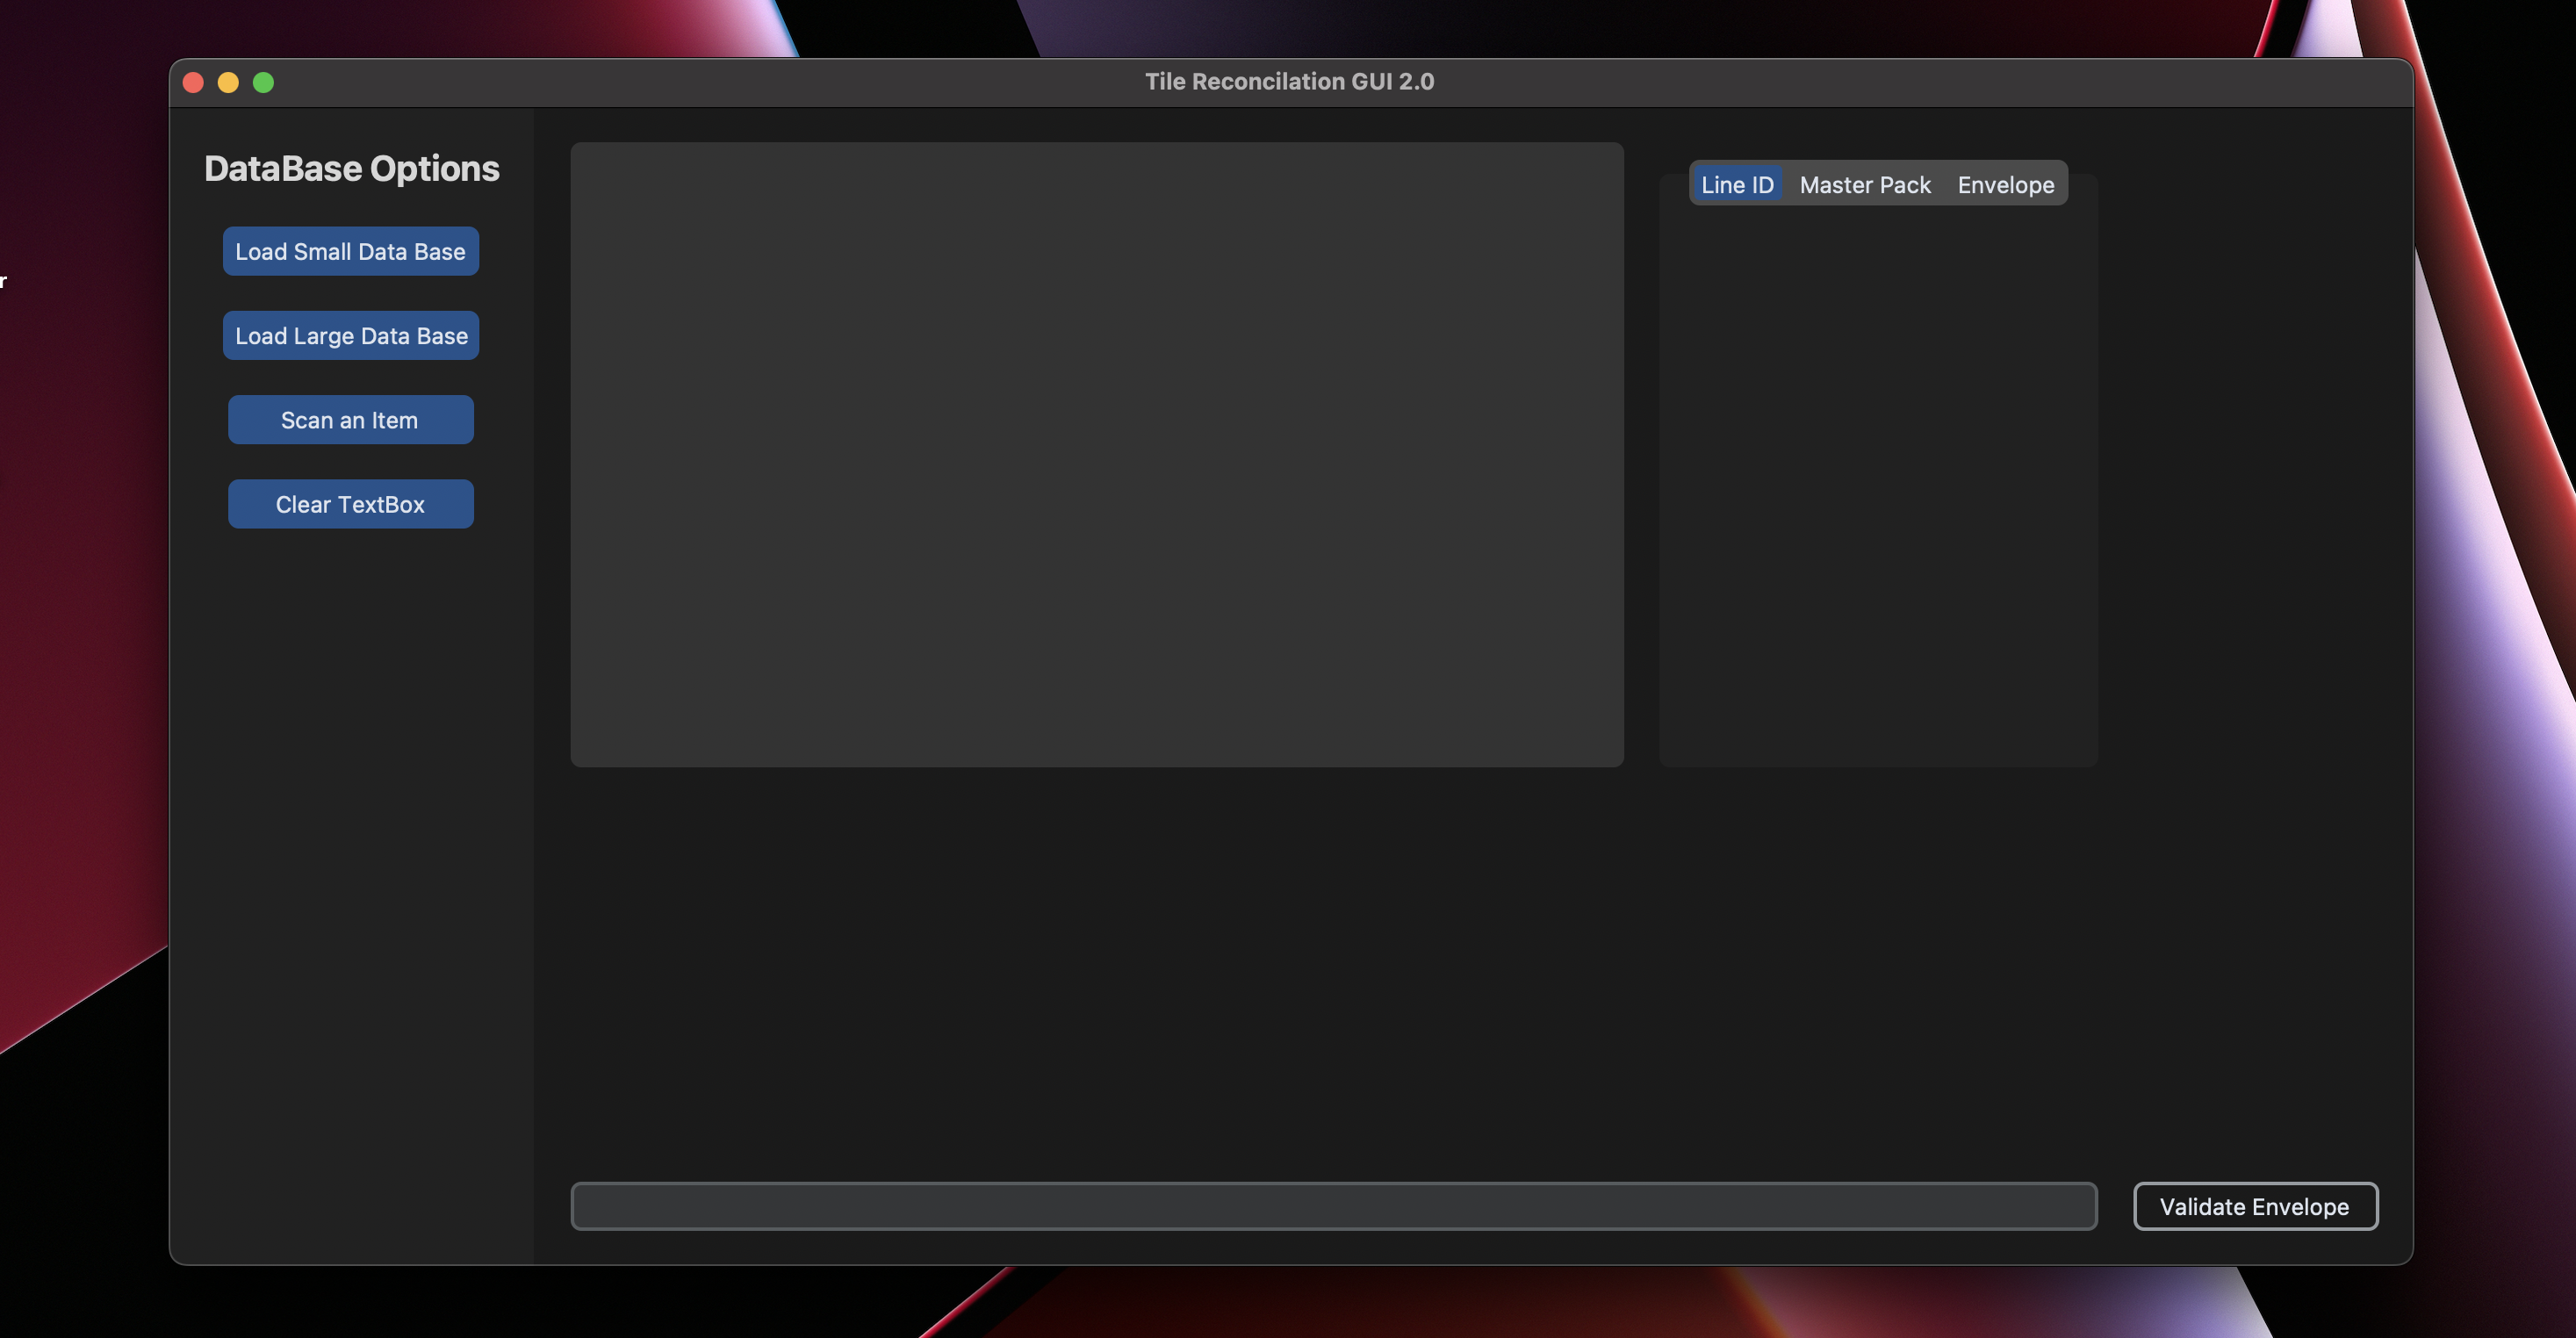 Tile Reconcilation GUI 2.0
DataBase Options
Load Small Data Base
Load Large Data Base
Scan an Item
Clear TextBox
Line ID Master Pack Envelope
Validate Envelope
r